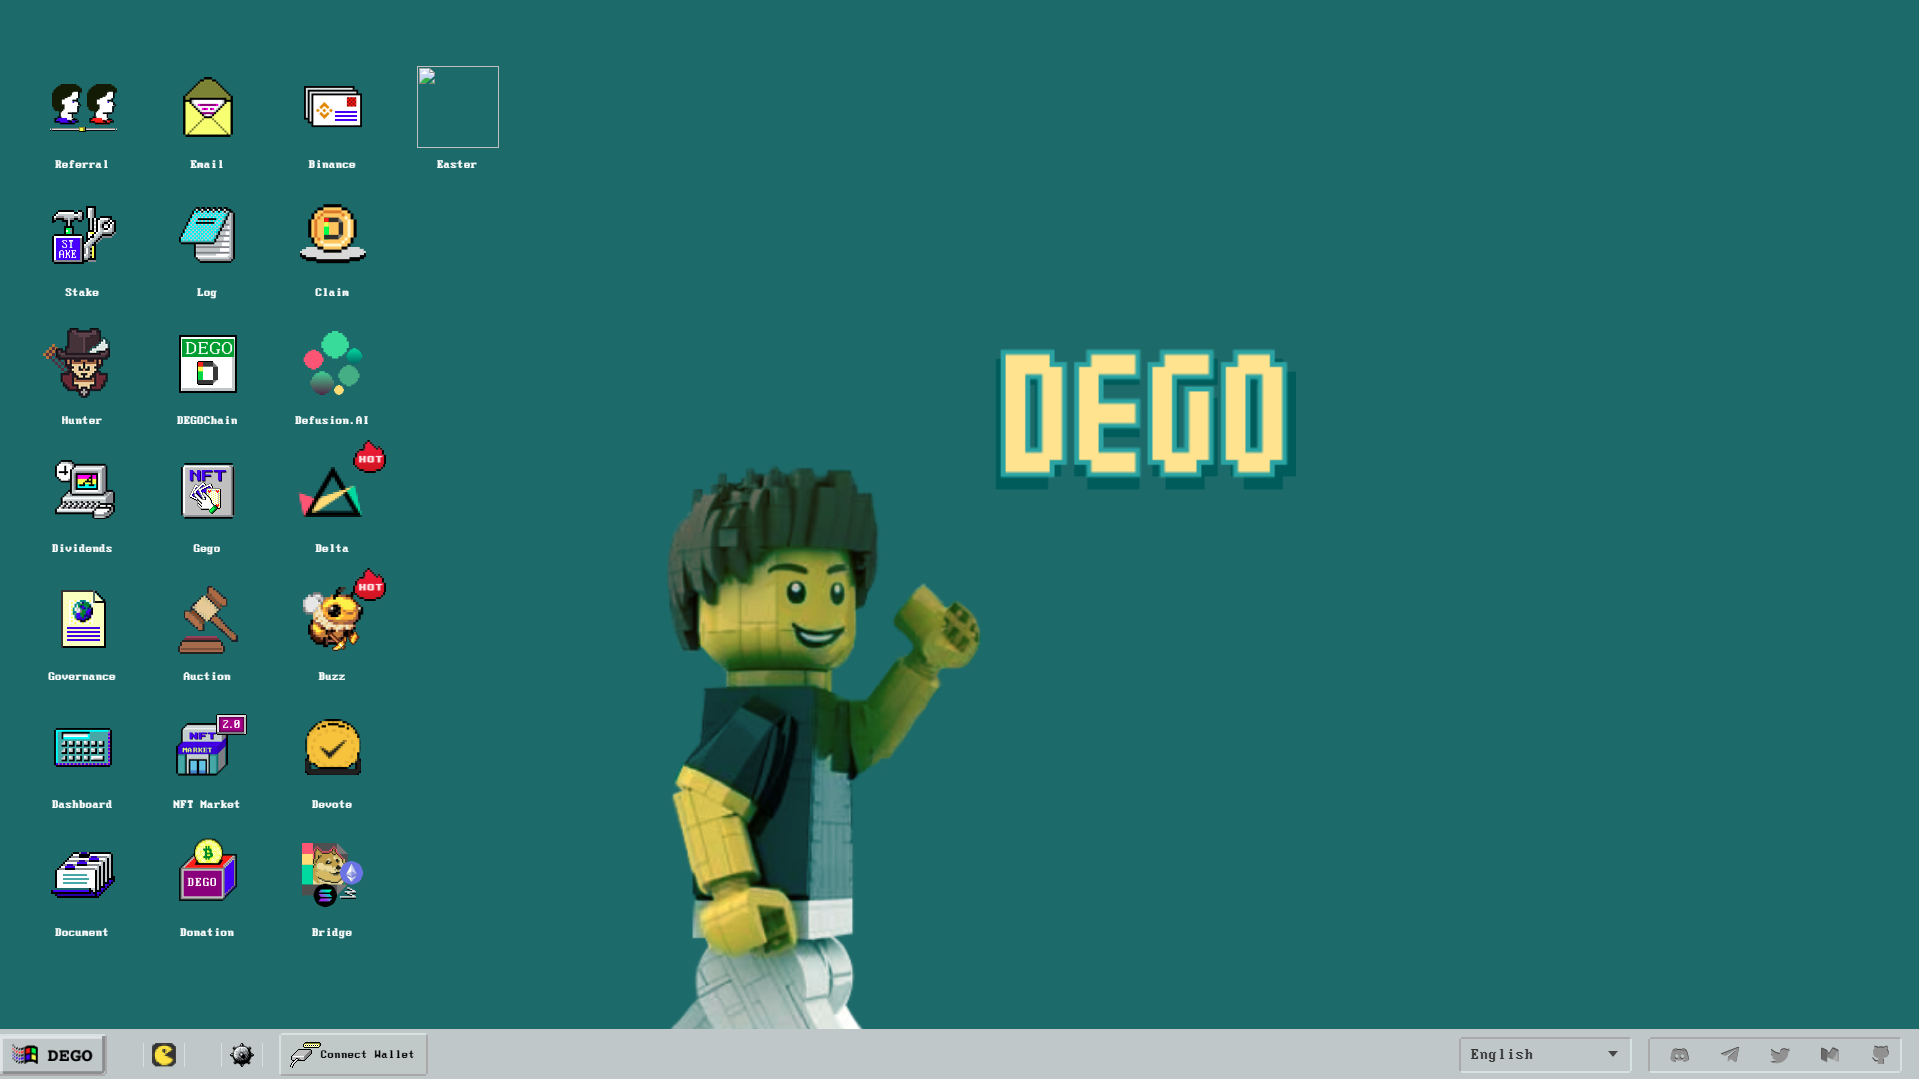 Referral
Email
Binance
Easter
ST
AKE
Stake
Log
Claim
DEGO
Hunter
DEGOChain
Defusion.AI
HOT
NFT
Dividends
Gego
Delta
HOT
Governance
Auction
Buzz
2.0
NFT
MARKET
Dashboard
NFT Market
Devote
DEGO
Document
Donation
Bridge
DEGO
DEGO
Connect Wallet
English